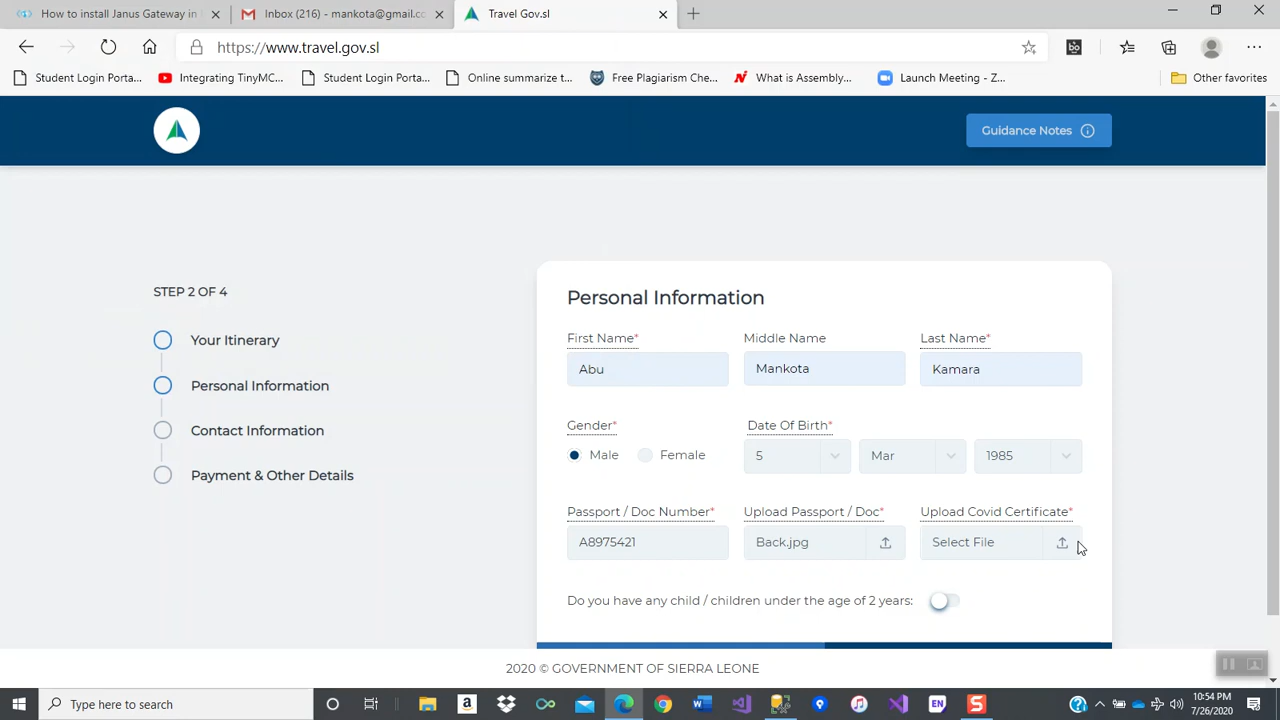 How to install Janus Gateway in
Inbox (216) - mankota@gmail.co
Travel Gov.sl
https://www.travel.gov.sl
Student Login Porta...
Integrating TinyMC...
Student Login Porta...
Online summarize t...
Free Plagiarism Che...
What is Assembly...
Launch Meeting - Z...
Other favorites
Guidance Notes
STEP 2 OF 4
Your Itinerary
Personal Information
Contact Information
Payment & Other Details
Personal Information
First Name* Middle Name Last Name*
Abu Mankota Kamara
Gender* Date Of Birth*
Male Female 5 Mar 1985
Passport / Doc Number* Upload Passport / Doc* Upload Covid Certificate*
A8975421 Back.jpg Select File
Do you have any child / children under the age of 2 years:
2020 © GOVERNMENT OF SIERRA LEONE
Type here to search
EN
10:54 PM
7/26/2020